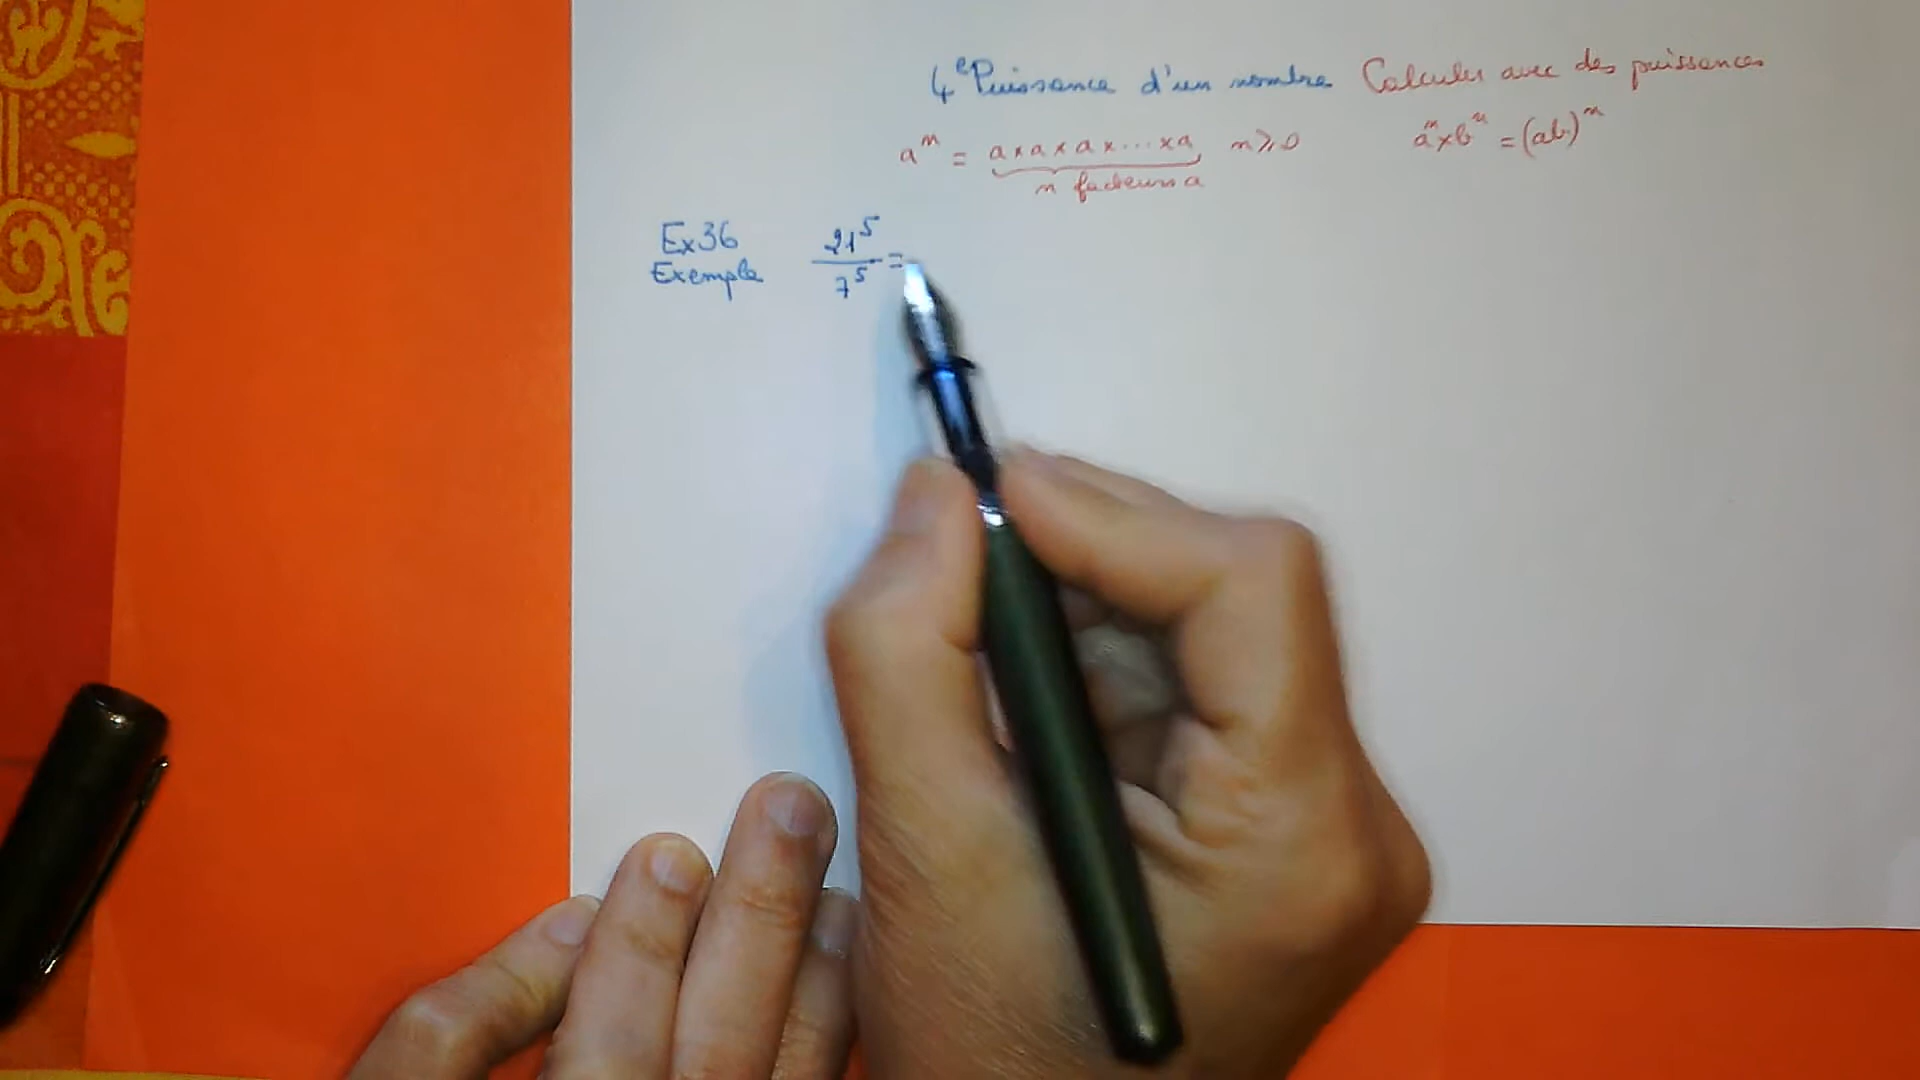 4e Puissance d'un nombre Calculer avec des puissances
aⁿ = a×a×a×...×a n⩾0 aⁿ×bⁿ = (ab)ⁿ
n facteurs a
Ex36
Exemple 21⁵/7⁵ =